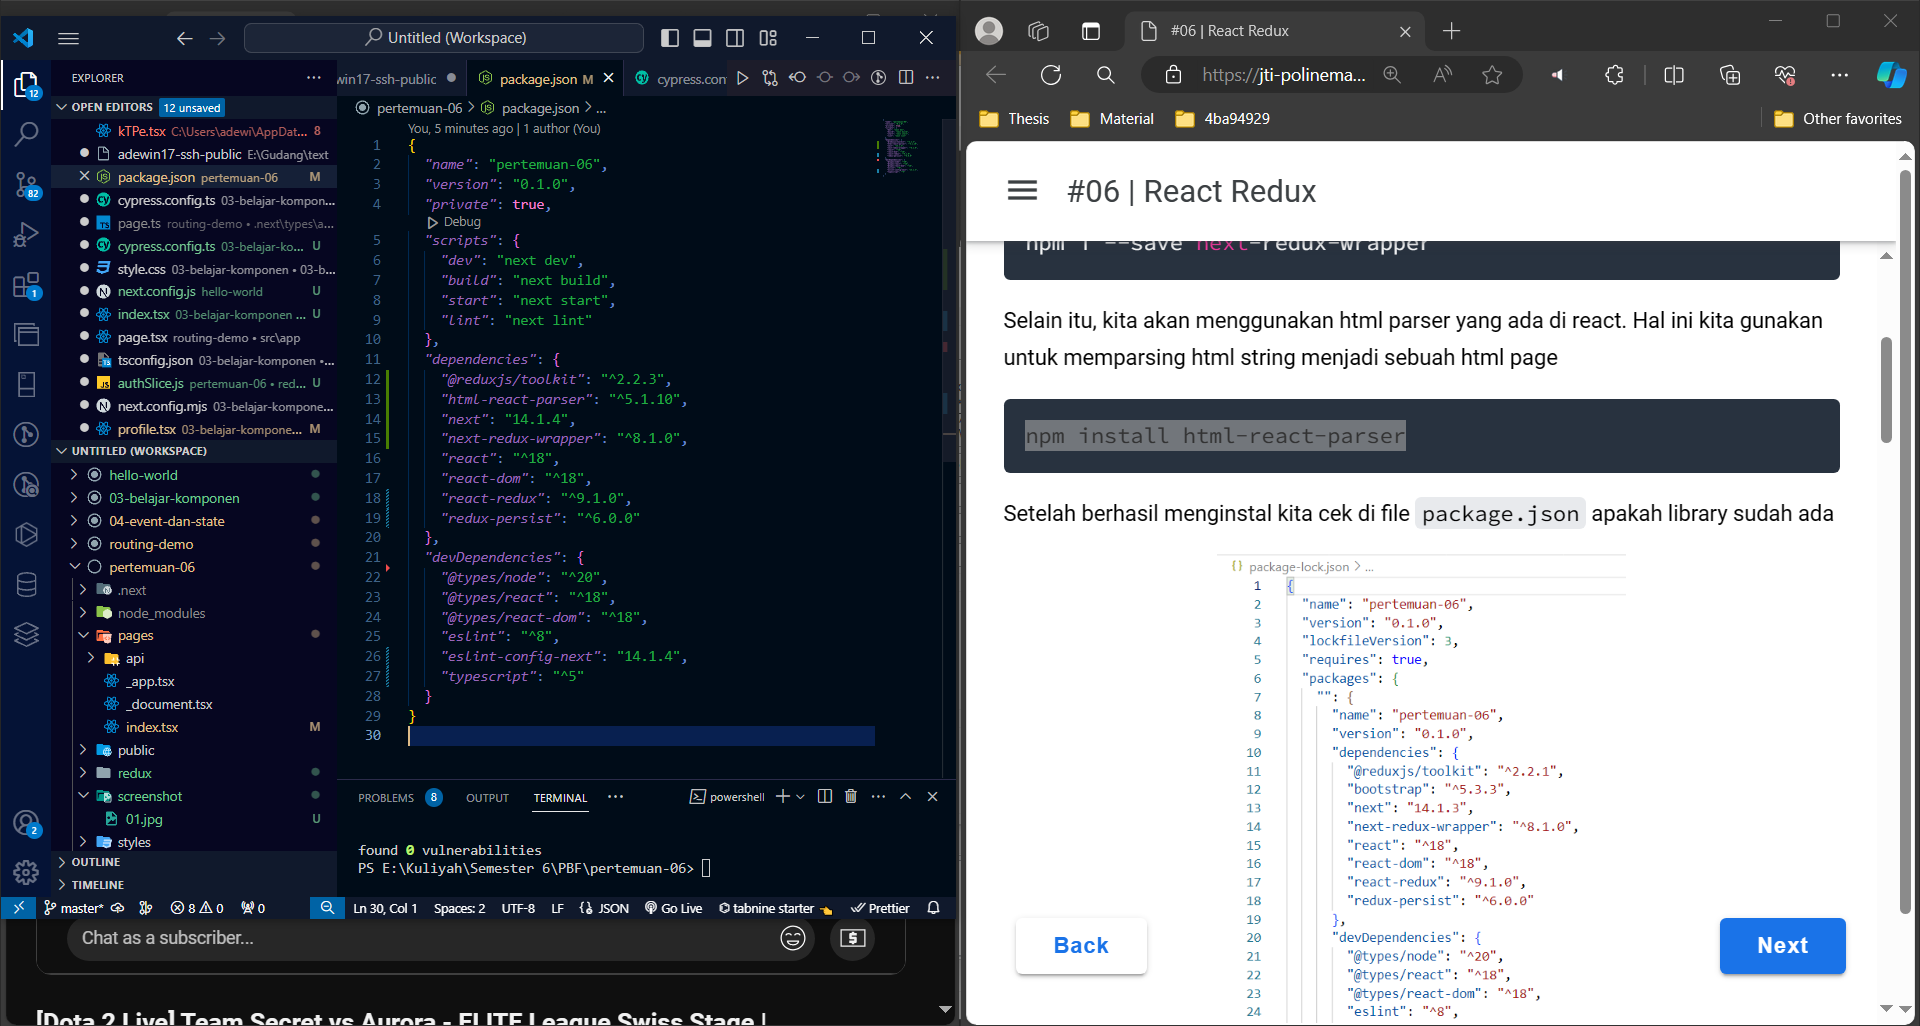 Untitled (Workspace)
EXPLORER
OPEN EDITORS
12 unsaved
kTPe.tsx C:\Users\adewi\AppDat... 8
adewin17-ssh-public E:\Gudang\text
package.json pertemuan-06 M
cypress.config.ts 03-belajar-kompon...
page.ts routing-demo • .next\types\a...
cypress.config.ts 03-belajar-ko... U
style.css 03-belajar-komponen • 03-b...
next.config.js hello-world U
index.tsx 03-belajar-komponen ... U
page.tsx routing-demo • src\app
tsconfig.json 03-belajar-komponen •...
authSlice.js pertemuan-06 • red... U
next.config.mjs 03-belajar-kompone...
profile.tsx 03-belajar-kompone... M
UNTITLED (WORKSPACE)
hello-world
03-belajar-komponen
04-event-dan-state
routing-demo
pertemuan-06
.next
node_modules
pages
api
_app.tsx
_document.tsx
index.tsx M
public
redux
screenshot
01.jpg U
styles
OUTLINE
TIMELINE
12
82
1
2
win17-ssh-public
package.json M
cypress.con
pertemuan-06 > package.json > ...
You, 5 minutes ago | 1 author (You)
1 {
2 "name": "pertemuan-06",
3 "version": "0.1.0",
4 "private": true,
Debug
5 "scripts": {
6 "dev": "next dev",
7 "build": "next build",
8 "start": "next start",
9 "lint": "next lint"
10 },
11 "dependencies": {
12 "@reduxjs/toolkit": "^2.2.3",
13 "html-react-parser": "^5.1.10",
14 "next": "14.1.4",
15 "next-redux-wrapper": "^8.1.0",
16 "react": "^18",
17 "react-dom": "^18",
18 "react-redux": "^9.1.0",
19 "redux-persist": "^6.0.0"
20 },
21 "devDependencies": {
22 "@types/node": "^20",
23 "@types/react": "^18",
24 "@types/react-dom": "^18",
25 "eslint": "^8",
26 "eslint-config-next": "14.1.4",
27 "typescript": "^5"
28 }
29 }
30
PROBLEMS 8 OUTPUT TERMINAL ... powershell
found 0 vulnerabilities
PS E:\Kuliyah\Semester 6\PBF\pertemuan-06>
master* 8 0 0 Ln 30, Col 1 Spaces: 2 UTF-8 LF JSON Go Live tabnine starter Prettier
Chat as a subscriber...
[Dota 2 Live] Team Secret vs Aurora - ELITE League Swiss Stage |
#06 | React Redux
https://jti-polinema...
Thesis
Material
4ba94929
Other favorites
#06 | React Redux
npm i --save next-redux-wrapper
Selain itu, kita akan menggunakan html parser yang ada di react. Hal ini kita gunakan
untuk memparsing html string menjadi sebuah html page
npm install html-react-parser
Setelah berhasil menginstal kita cek di file package.json apakah library sudah ada
{} package-lock.json > ...
1 {
2 "name": "pertemuan-06",
3 "version": "0.1.0",
4 "lockfileVersion": 3,
5 "requires": true,
6 "packages": {
7 "": {
8 "name": "pertemuan-06",
9 "version": "0.1.0",
10 "dependencies": {
11 "@reduxjs/toolkit": "^2.2.1",
12 "bootstrap": "^5.3.3",
13 "next": "14.1.3",
14 "next-redux-wrapper": "^8.1.0",
15 "react": "^18",
16 "react-dom": "^18",
17 "react-redux": "^9.1.0",
18 "redux-persist": "^6.0.0"
19 },
20 "devDependencies": {
21 "@types/node": "^20",
22 "@types/react": "^18",
23 "@types/react-dom": "^18",
24 "eslint": "^8",
Back
Next